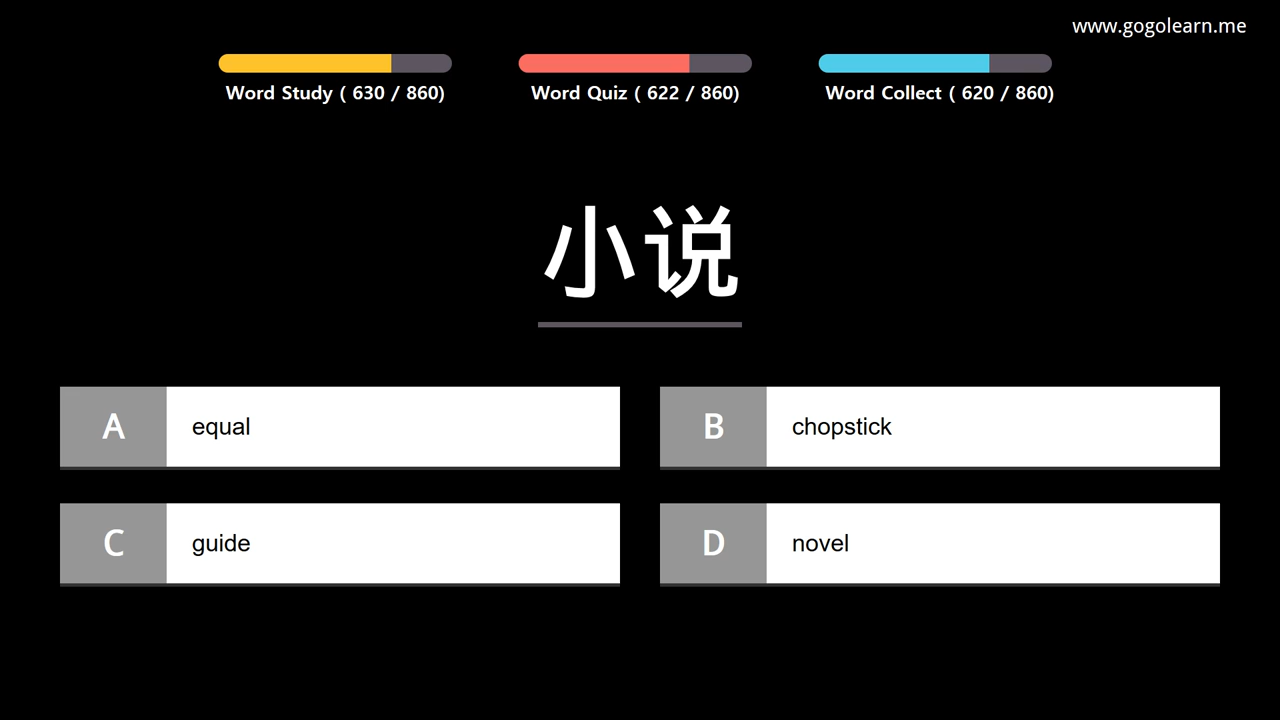 www.gogolearn.me
Word Study ( 630 / 860)
Word Quiz ( 622 / 860)
Word Collect ( 620 / 860)
小说
A equal
B chopstick
C guide
D novel